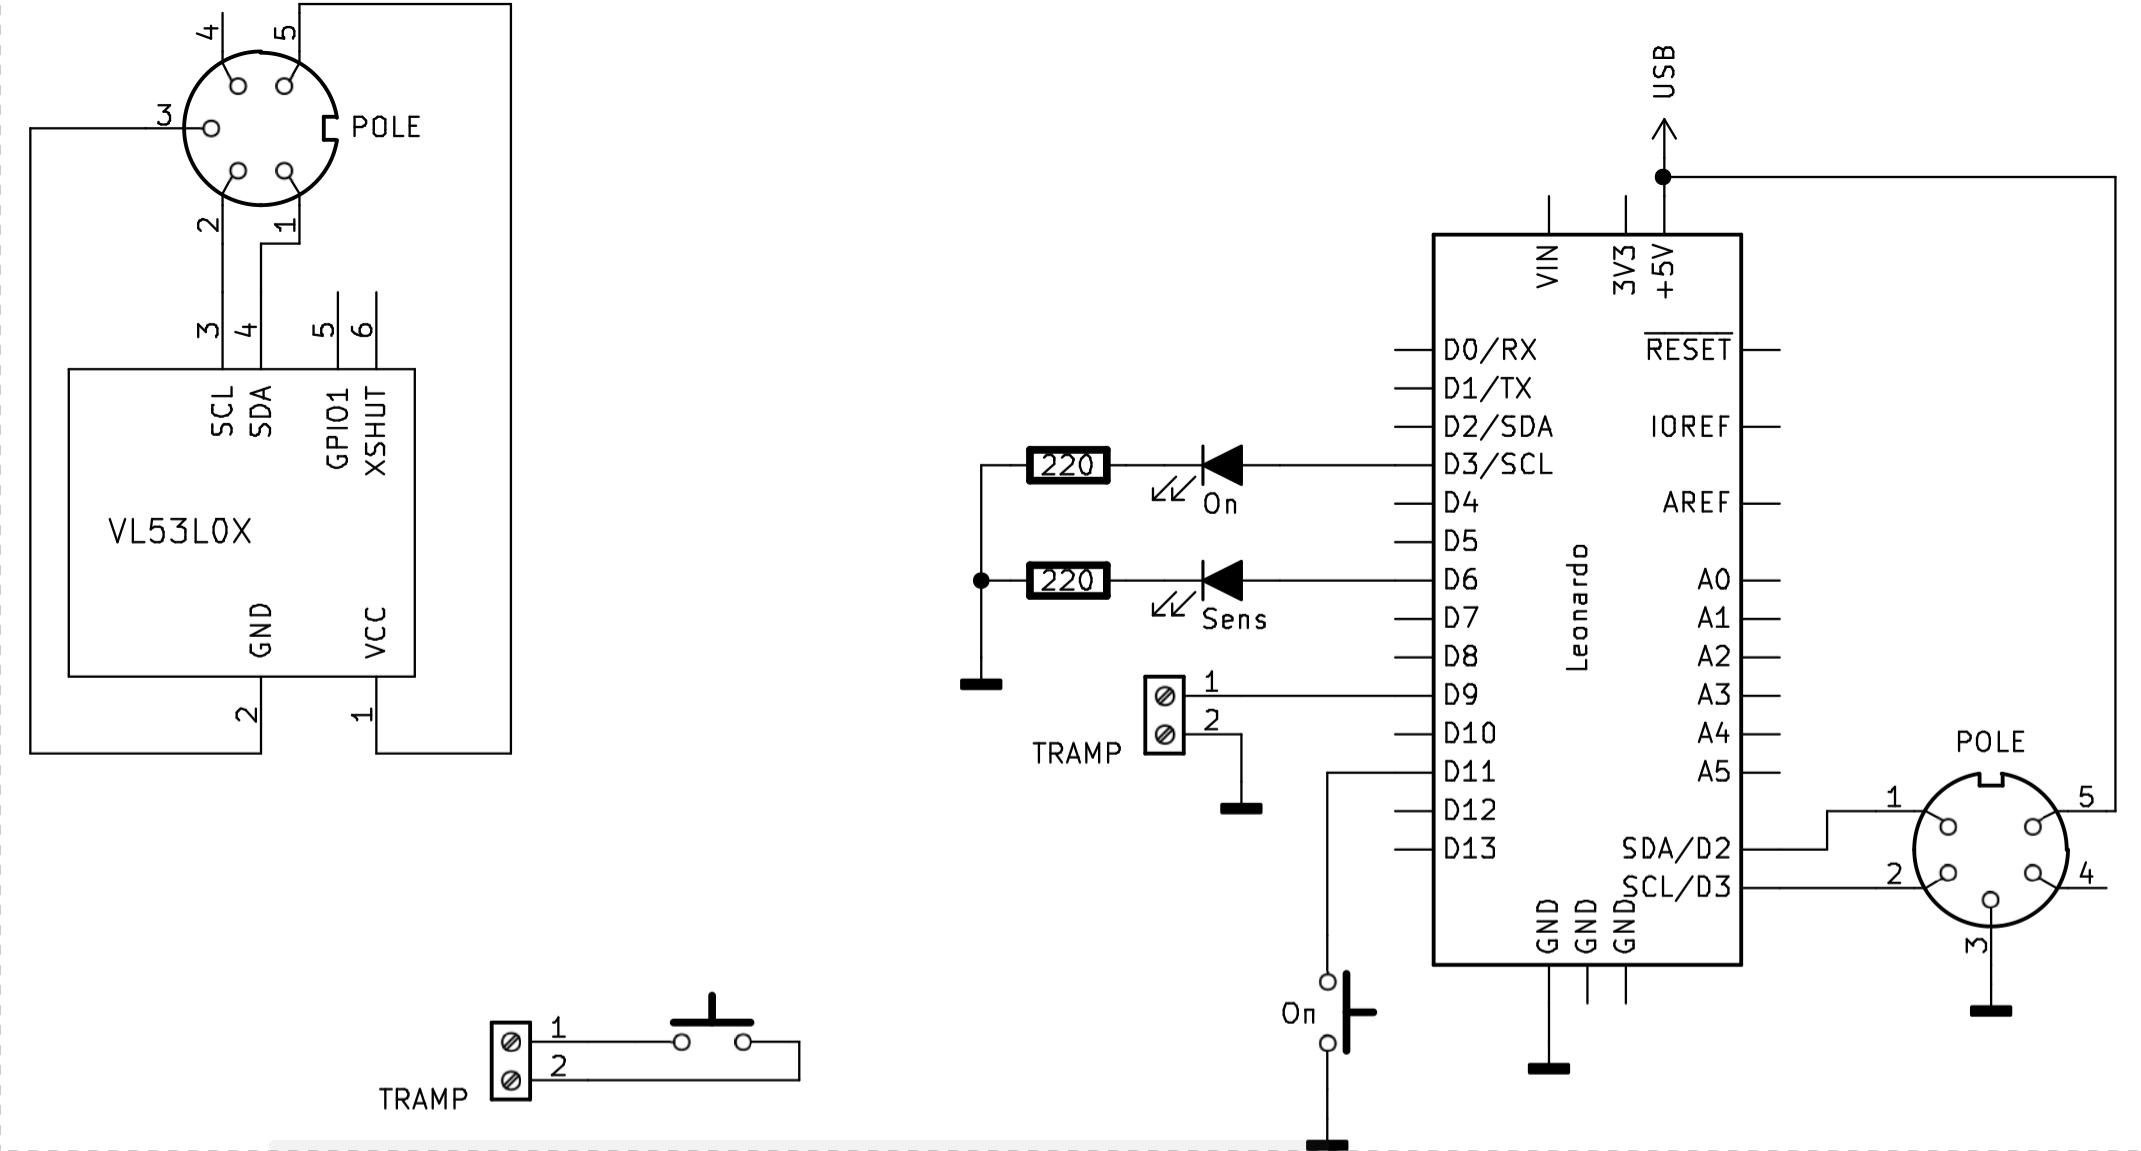 4
5
3
POLE
2
1
3
4
5
6
SCL
SDA
GPIO1
XSHUT
VL53L0X
GND
VCC
2
1
USB
VIN
3V3
+5V
D0/RX
RESET
D1/TX
D2/SDA
IOREF
220
D3/SCL
On
D4
AREF
D5
Leonardo
220
D6
A0
Sens
D7
A1
D8
A2
1
D9
A3
2
TRAMP
D10
A4
POLE
D11
A5
D12
1
5
D13
SDA/D2
2
4
SCL/D3
GND
GND
GND
3
On
1
2
TRAMP